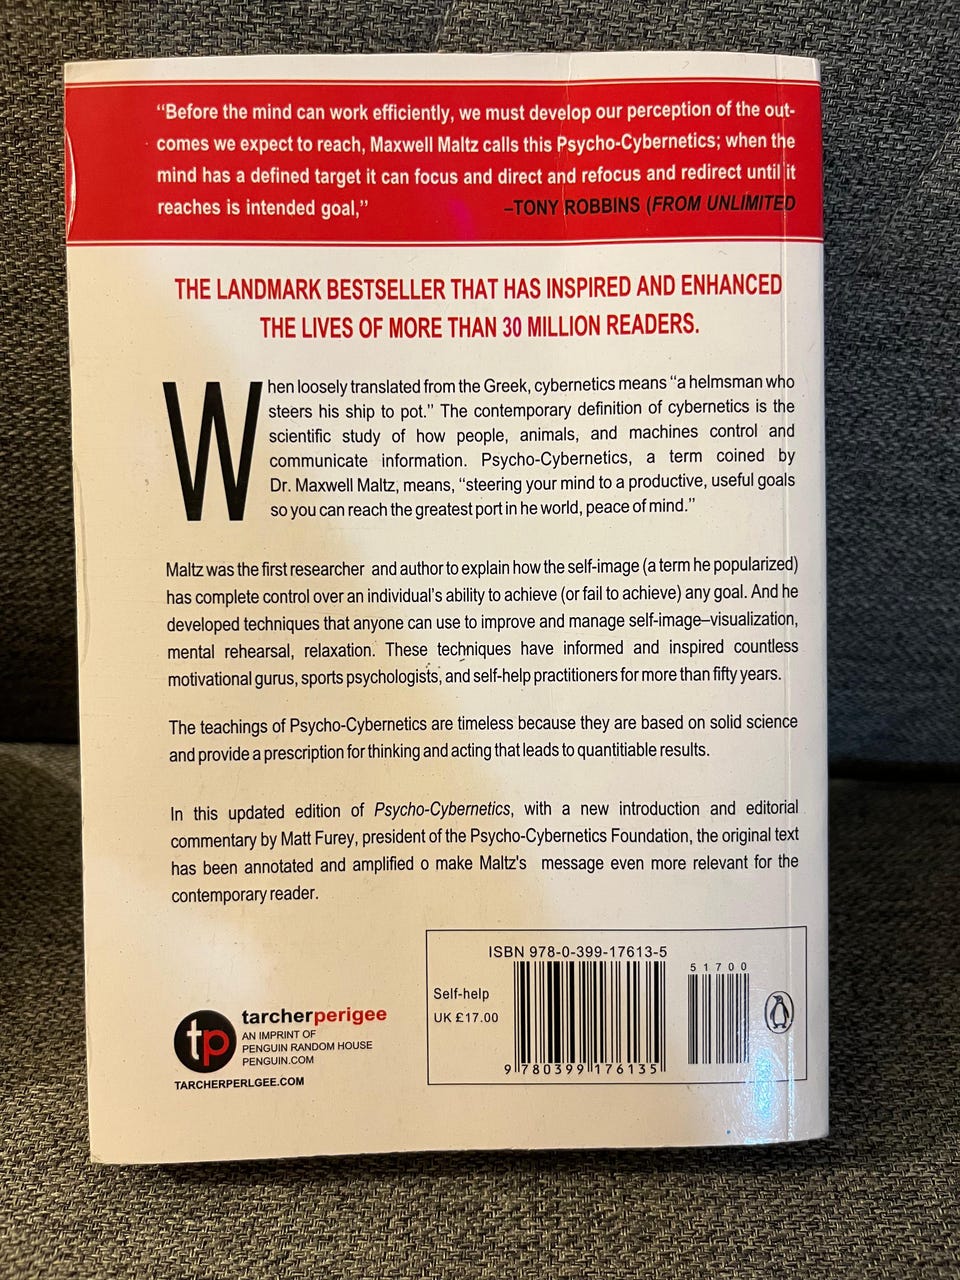 “Before the mind can work efficiently, we must develop our perception of the out-
comes we expect to reach, Maxwell Maltz calls this Psycho-Cybernetics; when the
mind has a defined target it can focus and direct and refocus and redirect until it
reaches is intended goal,” –TONY ROBBINS (FROM UNLIMITED
THE LANDMARK BESTSELLER THAT HAS INSPIRED AND ENHANCED
THE LIVES OF MORE THAN 30 MILLION READERS.
When loosely translated from the Greek, cybernetics means “a helmsman who
steers his ship to pot.” The contemporary definition of cybernetics is the
scientific study of how people, animals, and machines control and
communicate information. Psycho-Cybernetics, a term coined by
Dr. Maxwell Maltz, means, “steering your mind to a productive, useful goals
so you can reach the greatest port in he world, peace of mind.”
Maltz was the first researcher and author to explain how the self-image (a term he popularized)
has complete control over an individual’s ability to achieve (or fail to achieve) any goal. And he
developed techniques that anyone can use to improve and manage self-image–visualization,
mental rehearsal, relaxation. These techniques have informed and inspired countless
motivational gurus, sports psychologists, and self-help practitioners for more than fifty years.
The teachings of Psycho-Cybernetics are timeless because they are based on solid science
and provide a prescription for thinking and acting that leads to quantitiable results.
In this updated edition of Psycho-Cybernetics, with a new introduction and editorial
commentary by Matt Furey, president of the Psycho-Cybernetics Foundation, the original text
has been annotated and amplified o make Maltz's message even more relevant for the
contemporary reader.
ISBN 978-0-399-17613-5
51700
Self-help
UK £17.00
9 780399 176135
tp
tarcherperigee
AN IMPRINT OF
PENGUIN RANDOM HOUSE
PENGUIN.COM
TARCHERPERLGEE.COM